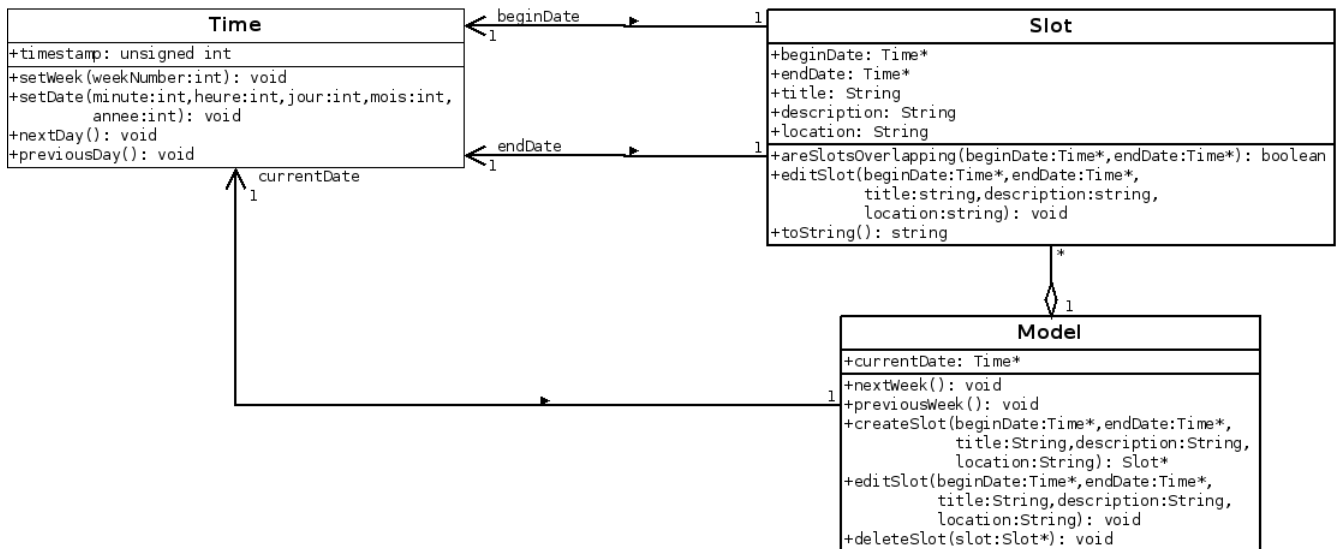 Time
+timestamp: unsigned int
+setWeek(weekNumber:int): void
+setDate(minute:int,heure:int,jour:int,mois:int,
annee:int): void
+nextDay(): void
+previousDay(): void
beginDate
1
1
endDate
1
1
currentDate
1
1
Slot
+beginDate: Time*
+endDate: Time*
+title: String
+description: String
+location: String
+areSlotsOverlapping(beginDate:Time*,endDate:Time*): boolean
+editSlot(beginDate:Time*,endDate:Time*,
title:string,description:string,
location:string): void
+toString(): string
*
1
Model
+currentDate: Time*
+nextWeek(): void
+previousWeek(): void
+createSlot(beginDate:Time*,endDate:Time*,
title:String,description:String,
location:String): Slot*
+editSlot(beginDate:Time*,endDate:Time*,
title:String,description:String,
location:String): void
+deleteSlot(slot:Slot*): void